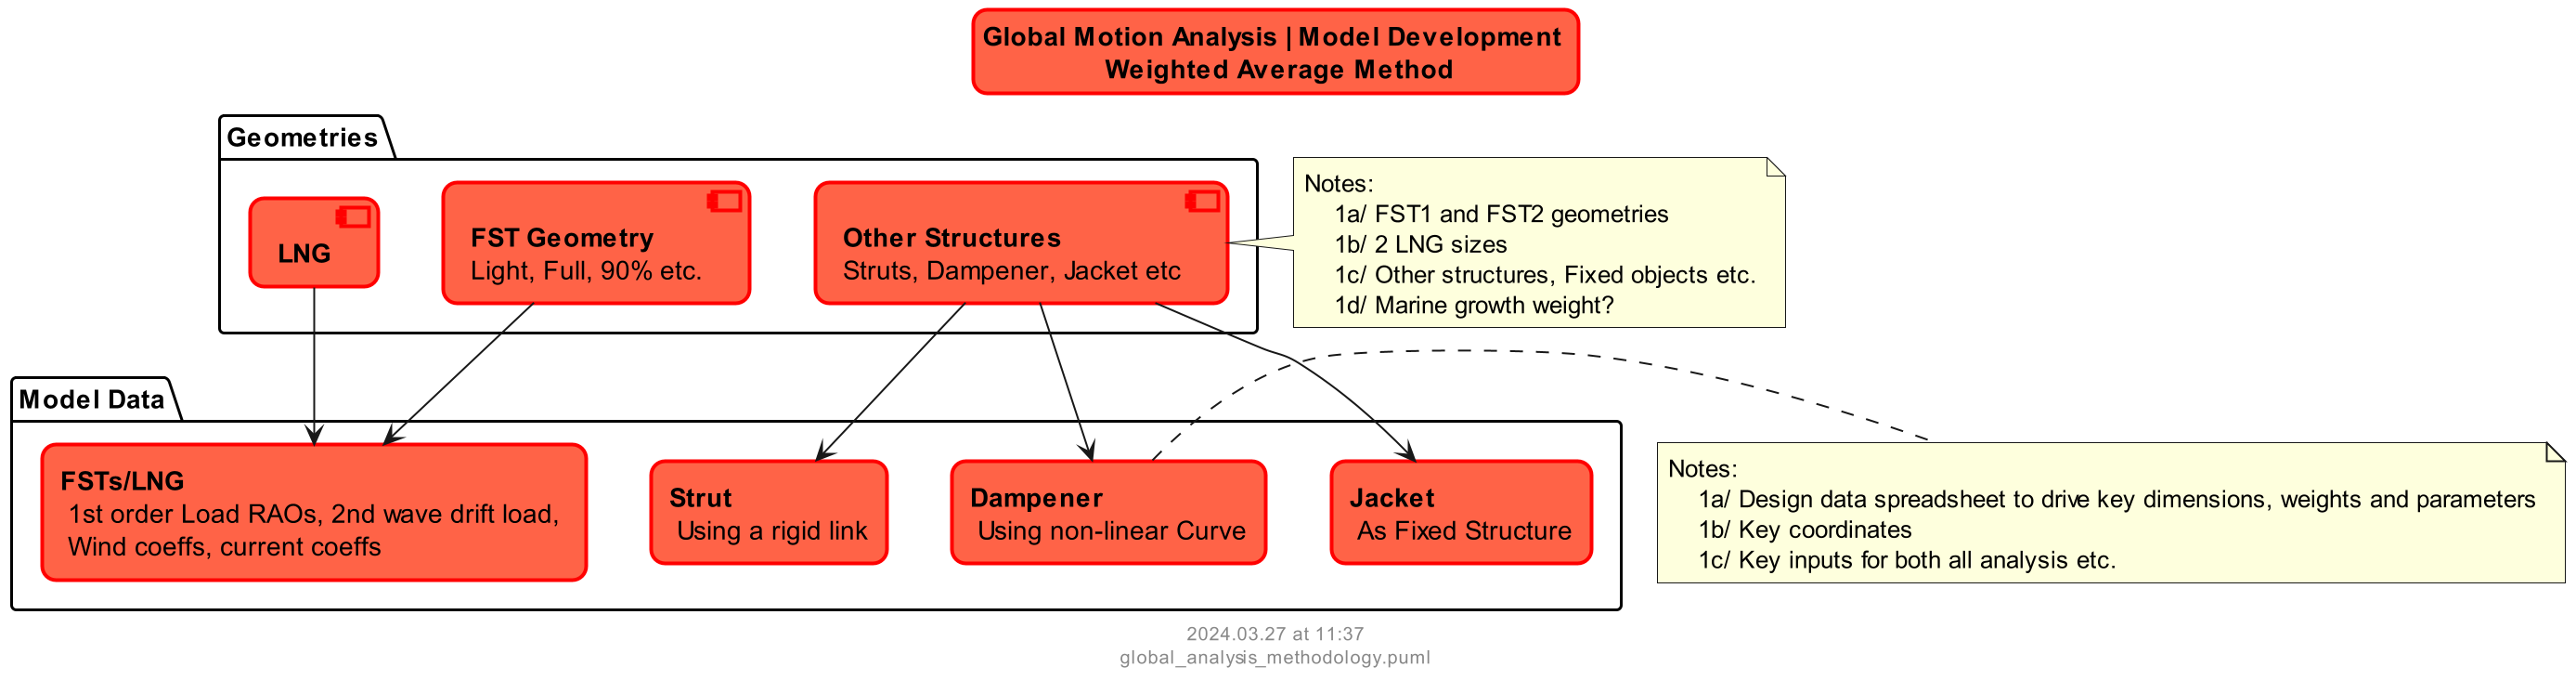 Global Motion Analysis | Model Development
Weighted Average Method
Geometries
LNG
FST Geometry
Light, Full, 90% etc.
Other Structures
Struts, Dampener, Jacket etc
Notes:
1a/ FST1 and FST2 geometries
1b/ 2 LNG sizes
1c/ Other structures, Fixed objects etc.
1d/ Marine growth weight?
Model Data
FSTs/LNG
1st order Load RAOs, 2nd wave drift load,
Wind coeffs, current coeffs
Strut
Using a rigid link
Dampener
Using non-linear Curve
Jacket
As Fixed Structure
Notes:
1a/ Design data spreadsheet to drive key dimensions, weights and parameters
1b/ Key coordinates
1c/ Key inputs for both all analysis etc.
2024.03.27 at 11:37
global_analysis_methodology.puml